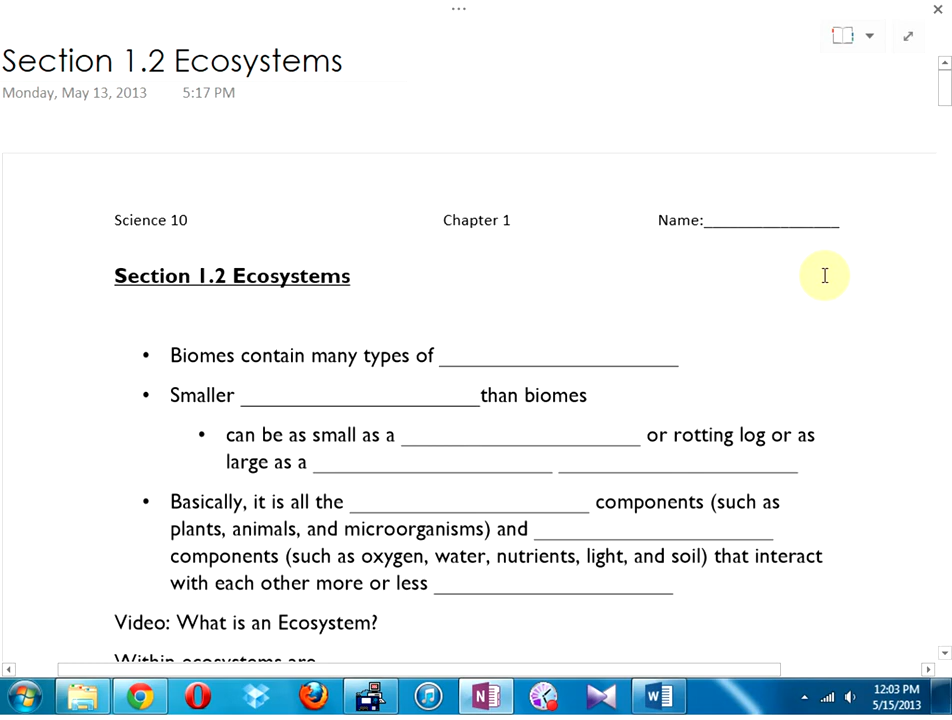 Section 1.2 Ecosystems
Monday, May 13, 2013 5:17 PM
Science 10 Chapter 1 Name:________________
Section 1.2 Ecosystems
• Biomes contain many types of ______________________
• Smaller ______________________than biomes
• can be as small as a ______________________ or rotting log or as
large as a ______________________ ______________________
• Basically, it is all the ______________________ components (such as
plants, animals, and microorganisms) and ______________________
components (such as oxygen, water, nutrients, light, and soil) that interact
with each other more or less ______________________
Video: What is an Ecosystem?
Within ecosystems are
12:03 PM
5/15/2013